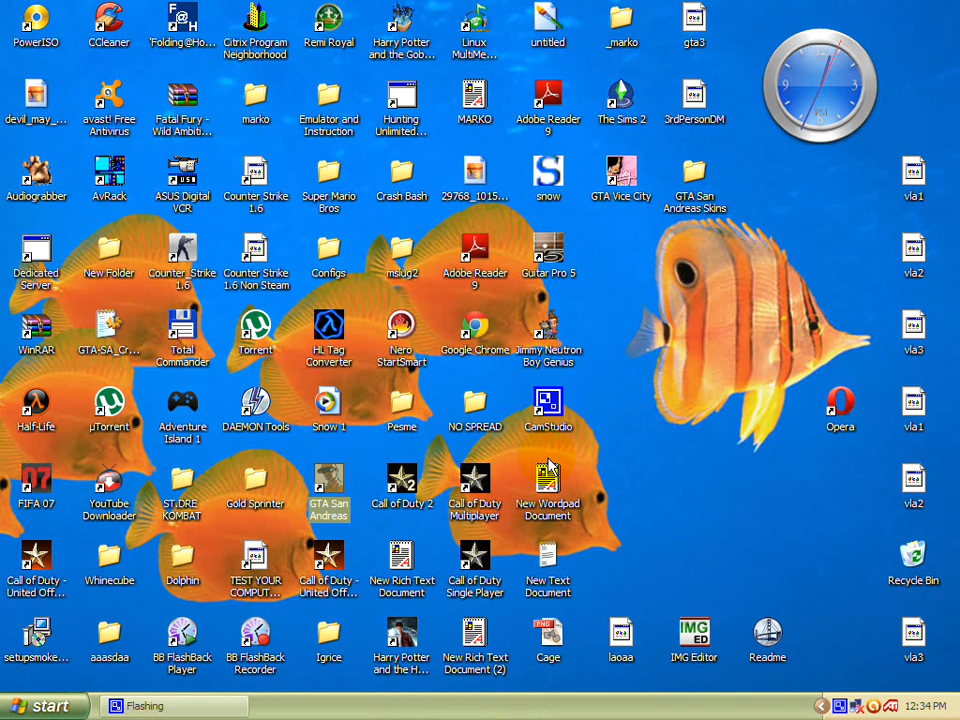 PowerISO
CCleaner
'Folding@Ho...
Citrix Program
Neighborhood
Remi Royal
Harry Potter
and the Gob...
Linux
MultiMe...
untitled
_marko
gta3
devil_may_...
avast! Free
Antivirus
Fatal Fury -
Wild Ambiti...
marko
Emulator and
Instruction
Hunting
Unlimited...
MARKO
Adobe Reader
9
The Sims 2
3rdPersonDM
Audiograbber
AvRack
ASUS Digital
VCR
Counter Strike
1.6
Super Mario
Bros
Crash Bash
29768_1015...
snow
GTA Vice City
GTA San
Andreas Skins
vla1
Dedicated
Server
New Folder
Counter_Strike
1.6
Counter Strike
1.6 Non Steam
Configs
mslug2
Adobe Reader
9
Guitar Pro 5
vla2
WinRAR
GTA-SA_Cr...
Total
Commander
Torrent
HL Tag
Converter
Nero
StartSmart
Google Chrome
Jimmy Neutron
Boy Genius
vla3
Half-Life
µTorrent
Adventure
Island 1
DAEMON Tools
Snow 1
Pesme
NO SPREAD
CamStudio
Opera
vla1
FIFA 07
YouTube
Downloader
ST.DRE
KOMBAT
Gold Sprinter
GTA San
Andreas
Call of Duty 2
Call of Duty
Multiplayer
New Wordpad
Document
vla2
Call of Duty -
United Off...
Whinecube
Dolphin
TEST YOUR
COMPUT...
Call of Duty -
United Off...
New Rich Text
Document
Call of Duty
Single Player
New Text
Document
Recycle Bin
setupsmoke...
aaasdaa
BB FlashBack
Player
BB FlashBack
Recorder
Igrice
Harry Potter
and the H...
New Rich Text
Document (2)
Cage
laoaa
IMG Editor
Readme
vla3
start
Flashing
12:34 PM